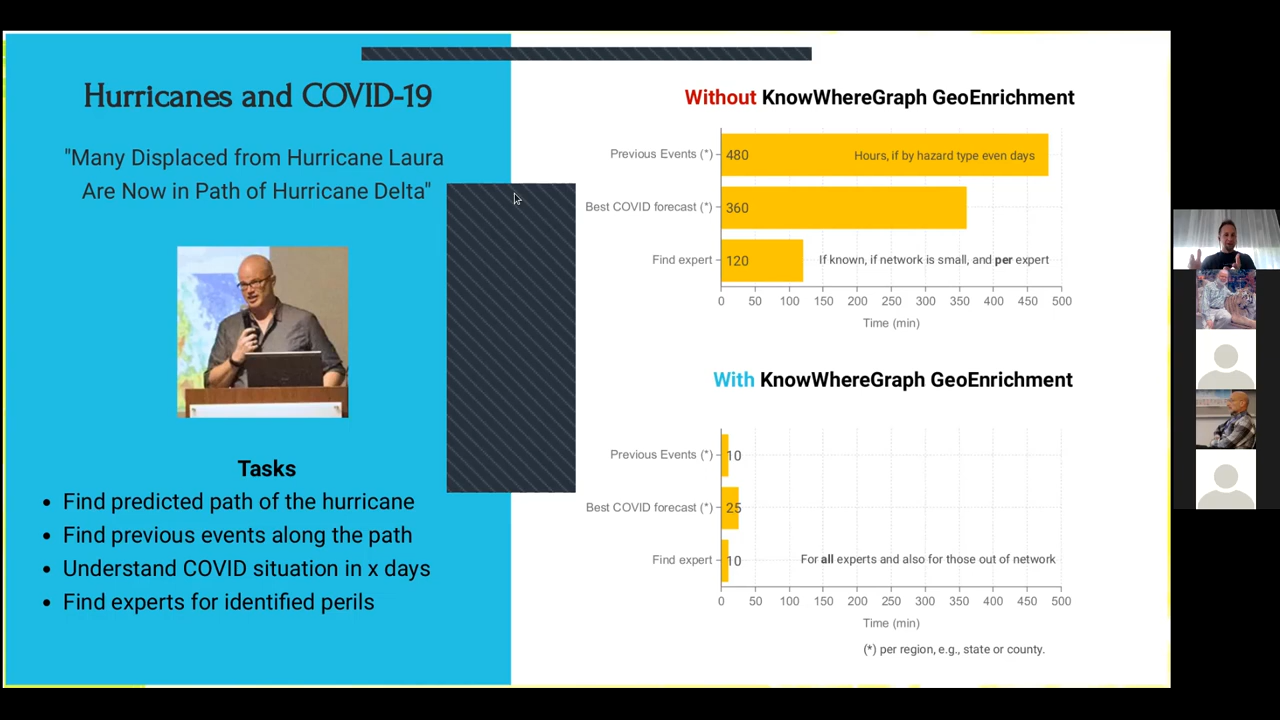 Hurricanes and COVID-19
"Many Displaced from Hurricane Laura
Are Now in Path of Hurricane Delta"
Tasks
• Find predicted path of the hurricane
• Find previous events along the path
• Understand COVID situation in x days
• Find experts for identified perils
Without KnowWhereGraph GeoEnrichment
Previous Events (*) 480 Hours, if by hazard type even days
Best COVID forecast (*) 360
Find expert 120 If known, if network is small, and per expert
0 50 100 150 200 250 300 350 400 450 500
Time (min)
With KnowWhereGraph GeoEnrichment
Previous Events (*) 10
Best COVID forecast (*) 25
Find expert 10 For all experts and also for those out of network
0 50 100 150 200 250 300 350 400 450 500
Time (min)
(*) per region, e.g., state or county.